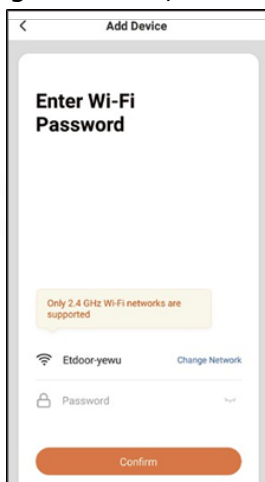 Add Device
Enter Wi-Fi
Password
Only 2.4 GHz Wi-Fi networks are
supported
Etdoor-yewu Change Network
Password
Confirm